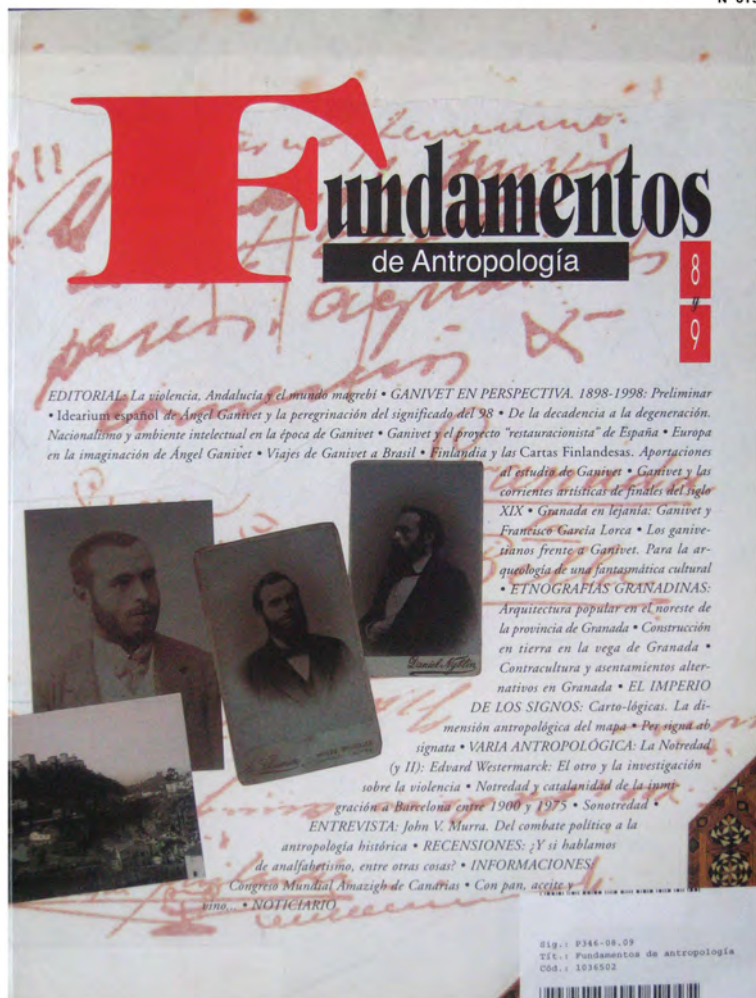 Fundamentos
de Antropología
8
y
9
EDITORIAL: La violencia, Andalucía y el mundo magrebí • GANIVET EN PERSPECTIVA. 1898-1998: Preliminar
• Idearium español de Ángel Ganivet y la peregrinación del significado del 98 • De la decadencia a la degeneración.
Nacionalismo y ambiente intelectual en la época de Ganivet • Ganivet y el proyecto "restauracionista" de España • Europa
en la imaginación de Ángel Ganivet • Viajes de Ganivet a Brasil • Finlandia y las Cartas Finlandesas. Aportaciones
al estudio de Ganivet • Ganivet y las
corrientes artísticas de finales del siglo
XIX • Granada en lejanía: Ganivet y
Francisco García Lorca • Los ganive-
tianos frente a Ganivet. Para la ar-
queología de una fantasmática cultural
• ETNOGRAFÍAS GRANADINAS:
Arquitectura popular en el noreste de
la provincia de Granada • Construcción
en tierra en la vega de Granada •
Contracultura y asentamientos alter-
nativos en Granada • EL IMPERIO
DE LOS SIGNOS: Carto-lógicas. La di-
mensión antropológica del mapa • Per signa ab
signata • VARIA ANTROPOLÓGICA: La Notredad
(y II): Edvard Westermarck: El otro y la investigación
sobre la violencia • Notredad y catalanidad de la inmi-
gración a Barcelona entre 1900 y 1975 • Sonotredad •
ENTREVISTA: John V. Murra. Del combate político a la
antropología histórica • RECENSIONES: ¿Y si hablamos
de analfabetismo, entre otras cosas? • INFORMACIONES:
Congreso Mundial Amazigh de Canarias • Con pan, aceite y
vino... • NOTICIARIO
Daniel Nyblin
Sig.: P346-08.09
Tít.: Fundamentos de antropología
Cód.: 1036502